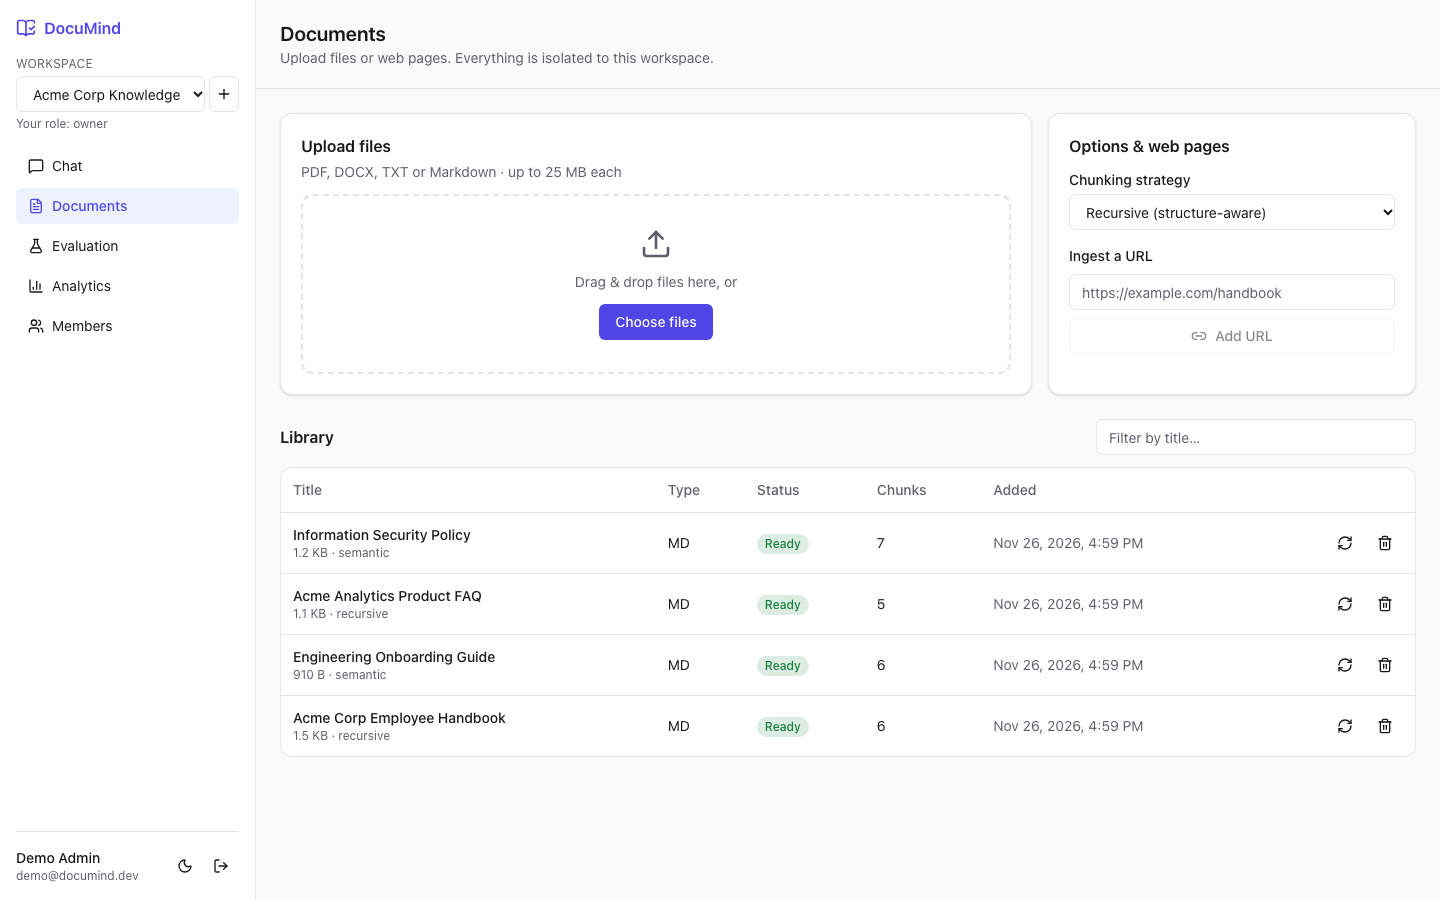 DocuMind
WORKSPACE
Acme Corp Knowledge
Your role: owner
Chat
Documents
Evaluation
Analytics
Members
Demo Admin
demo@documind.dev
Documents
Upload files or web pages. Everything is isolated to this workspace.
Upload files
PDF, DOCX, TXT or Markdown · up to 25 MB each
Drag & drop files here, or
Choose files
Options & web pages
Chunking strategy
Recursive (structure-aware)
Ingest a URL
https://example.com/handbook
Add URL
Library
Filter by title...
Title Type Status Chunks Added
Information Security Policy
1.2 KB · semantic
MD Ready 7 Nov 26, 2026, 4:59 PM
Acme Analytics Product FAQ
1.1 KB · recursive
MD Ready 5 Nov 26, 2026, 4:59 PM
Engineering Onboarding Guide
910 B · semantic
MD Ready 6 Nov 26, 2026, 4:59 PM
Acme Corp Employee Handbook
1.5 KB · recursive
MD Ready 6 Nov 26, 2026, 4:59 PM